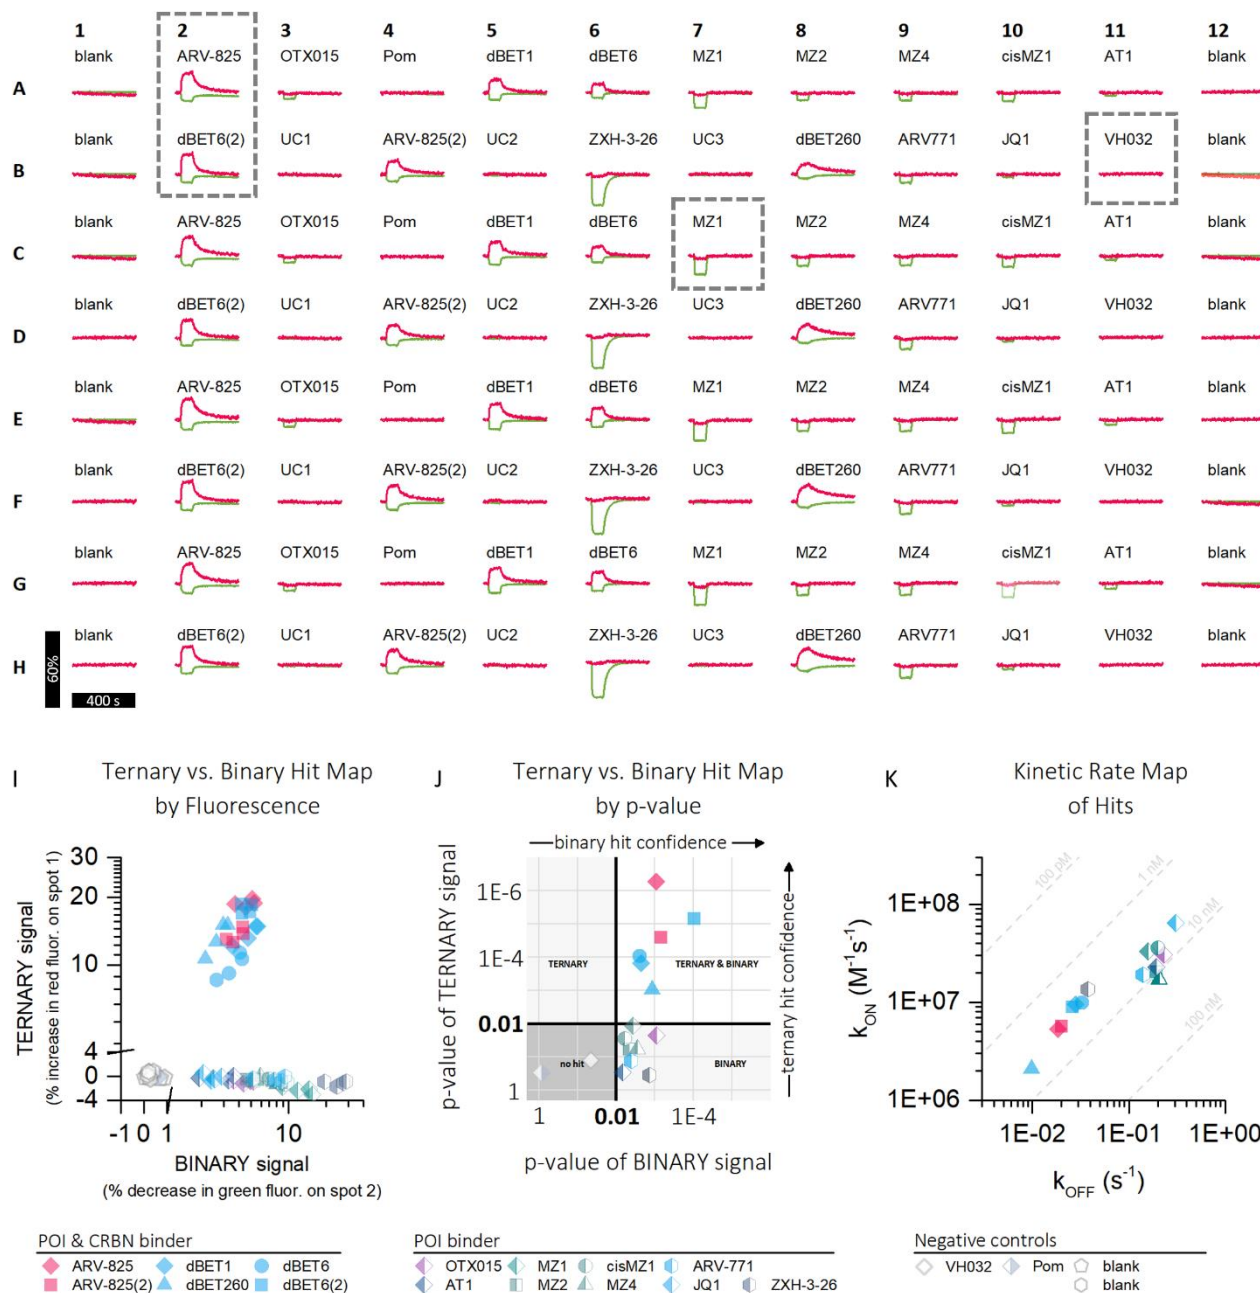 1 2 3 4 5 6 7 8 9 10 11 12
blank ARV-825 OTX015 Pom dBET1 dBET6 MZ1 MZ2 MZ4 cisMZ1 AT1 blank
A
blank dBET6(2) UC1 ARV-825(2) UC2 ZXH-3-26 UC3 dBET260 ARV771 JQ1 VH032 blank
B
blank ARV-825 OTX015 Pom dBET1 dBET6 MZ1 MZ2 MZ4 cisMZ1 AT1 blank
C
blank dBET6(2) UC1 ARV-825(2) UC2 ZXH-3-26 UC3 dBET260 ARV771 JQ1 VH032 blank
D
blank ARV-825 OTX015 Pom dBET1 dBET6 MZ1 MZ2 MZ4 cisMZ1 AT1 blank
E
blank dBET6(2) UC1 ARV-825(2) UC2 ZXH-3-26 UC3 dBET260 ARV771 JQ1 VH032 blank
F
blank ARV-825 OTX015 Pom dBET1 dBET6 MZ1 MZ2 MZ4 cisMZ1 AT1 blank
G
blank dBET6(2) UC1 ARV-825(2) UC2 ZXH-3-26 UC3 dBET260 ARV771 JQ1 VH032 blank
H
60%
400 s
I
Ternary vs. Binary Hit Map
by Fluorescence
TERNARY signal
(% increase in red fluor. on spot 1)
30
20
10
4
0
-4
-1 0 1 10
BINARY signal
(% decrease in green fluor. on spot 2)
J
Ternary vs. Binary Hit Map
by p-value
binary hit confidence
ternary hit confidence
p-value of TERNARY signal
1E-6
1E-4
0.01
1
TERNARY
TERNARY & BINARY
no hit
BINARY
1 0.01 1E-4
p-value of BINARY signal
K
Kinetic Rate Map
of Hits
100 pM
1 nM
10 nM
100 nM
kON (M-1s-1)
1E+08
1E+07
1E+06
1E-02 1E-01 1E+00
kOFF (s-1)
POI & CRBN binder
ARV-825 dBET1 dBET6
ARV-825(2) dBET260 dBET6(2)
POI binder
OTX015 MZ1 cisMZ1 ARV-771
AT1 MZ2 MZ4 JQ1 ZXH-3-26
Negative controls
VH032 Pom blank
blank